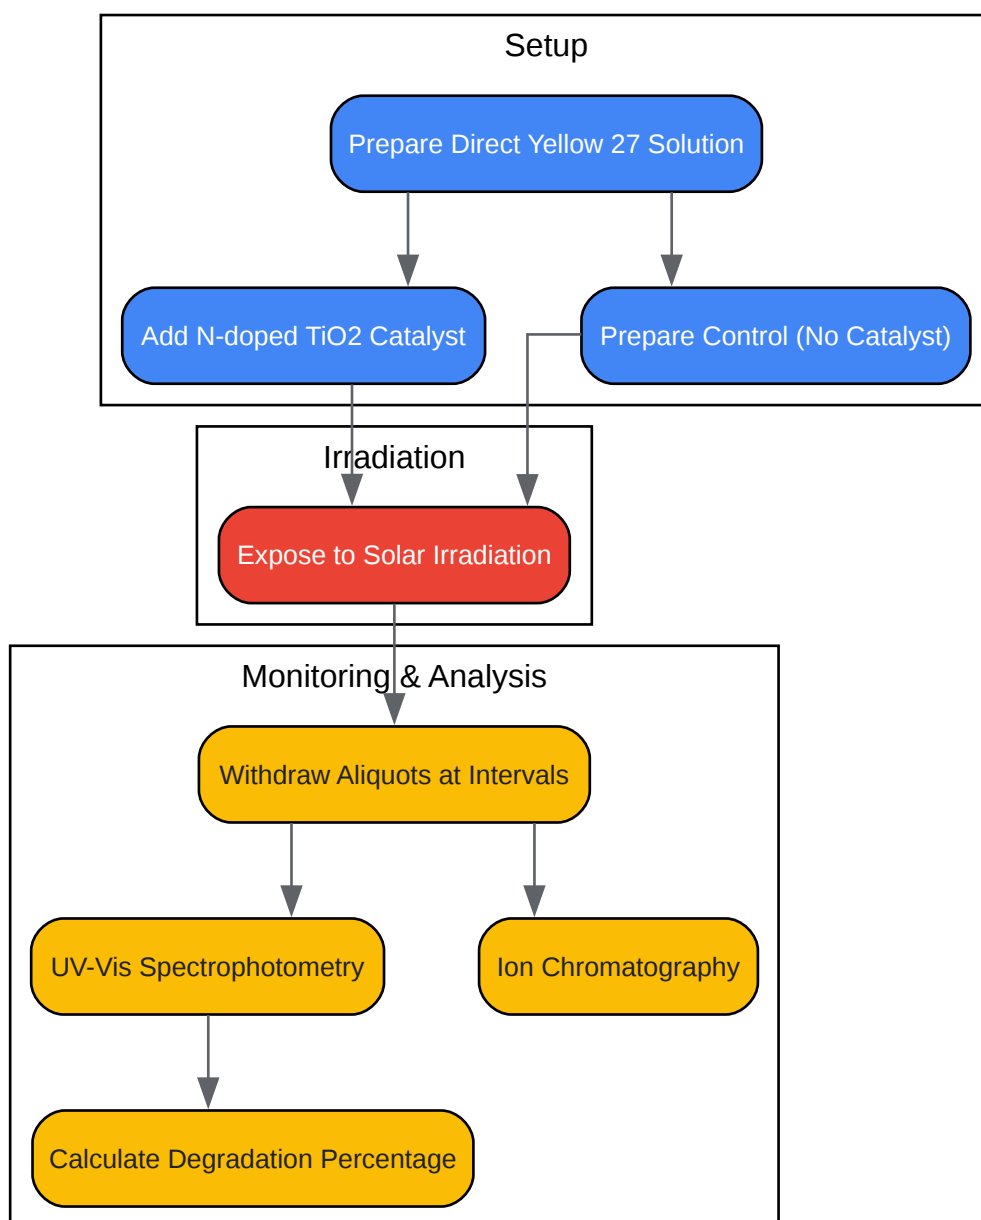 Setup
Prepare Direct Yellow 27 Solution
Add N-doped TiO2 Catalyst
Prepare Control (No Catalyst)
Irradiation
Expose to Solar Irradiation
Monitoring & Analysis
Withdraw Aliquots at Intervals
UV-Vis Spectrophotometry
Ion Chromatography
Calculate Degradation Percentage